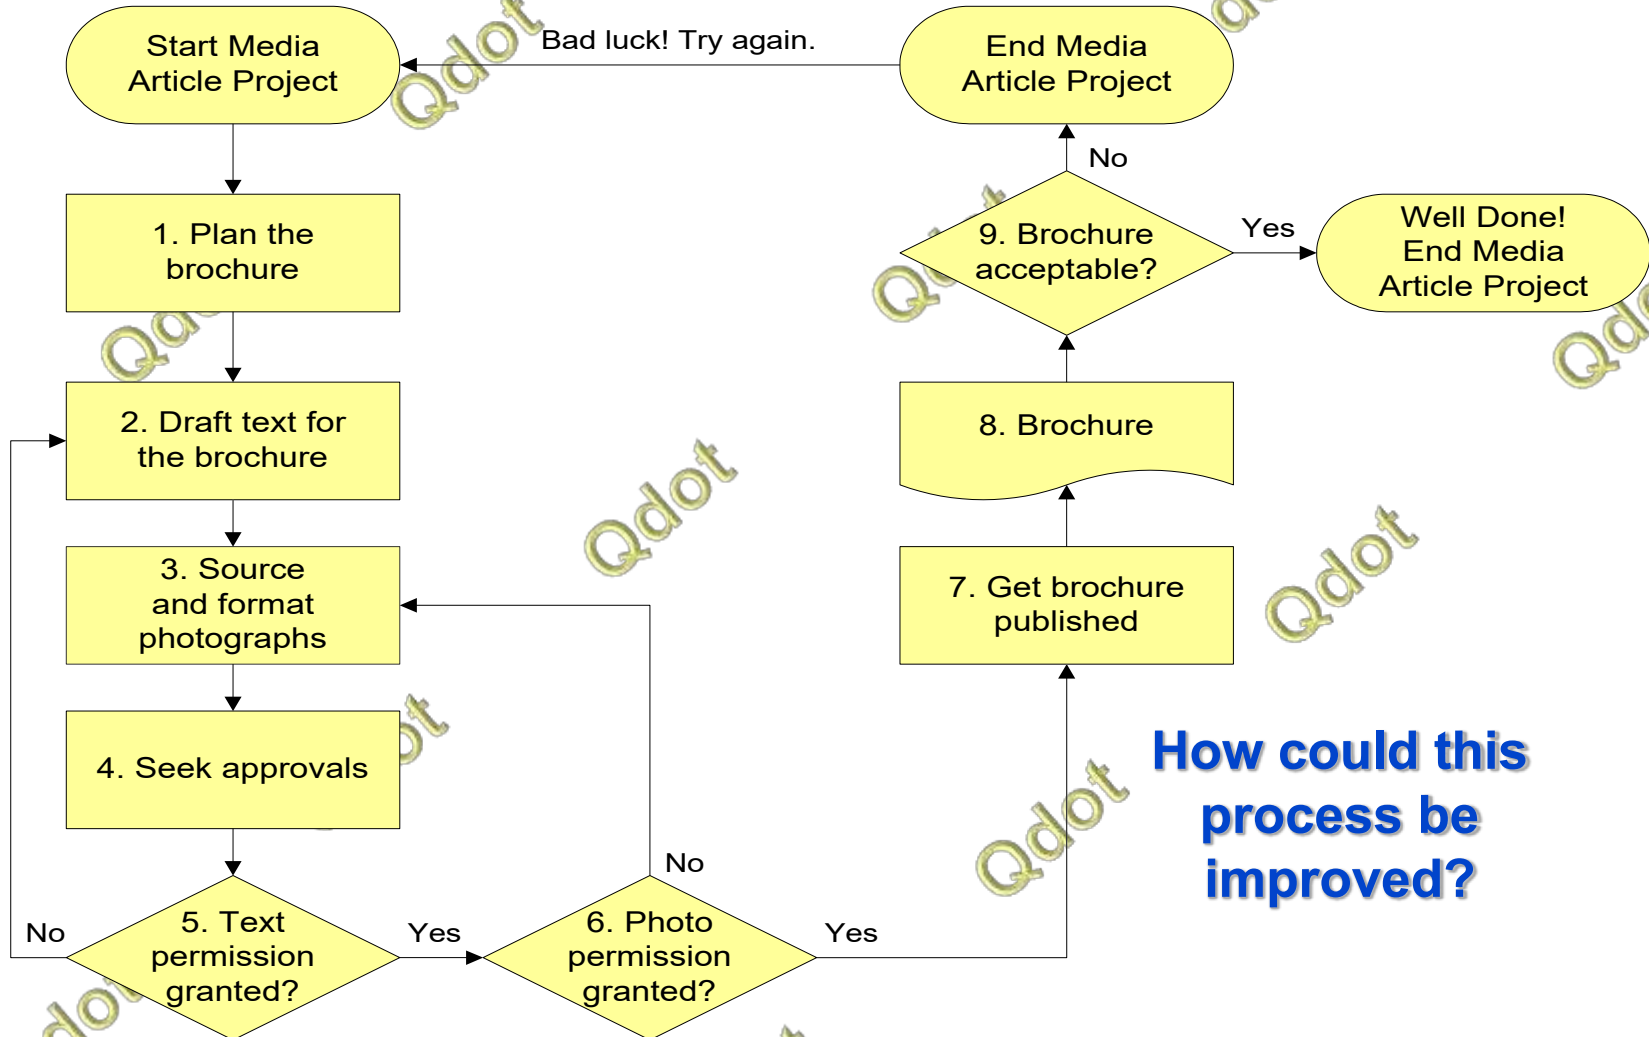 Start Media
Article Project
Bad luck! Try again.
End Media
Article Project
No
1. Plan the
brochure
9. Brochure
acceptable?
Yes
Well Done!
End Media
Article Project
2. Draft text for
the brochure
8. Brochure
3. Source
and format
photographs
7. Get brochure
published
4. Seek approvals
How could this
process be
improved?
No
5. Text
permission
granted?
Yes
No
6. Photo
permission
granted?
Yes
Qdot
Qdot
Qdot
Qdot